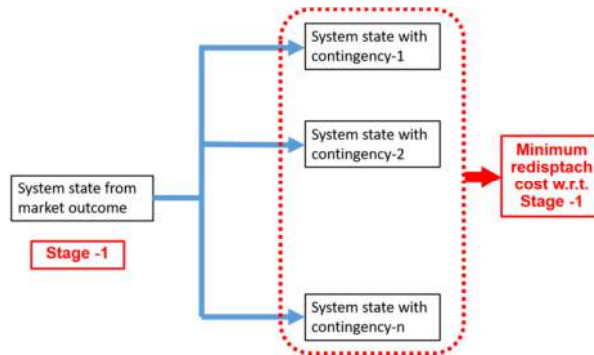 System state with
contingency-1
System state with
contingency-2
Minimum
redisptach
cost w.r.t.
Stage -1
System state from
market outcome
Stage -1
System state with
contingency-n